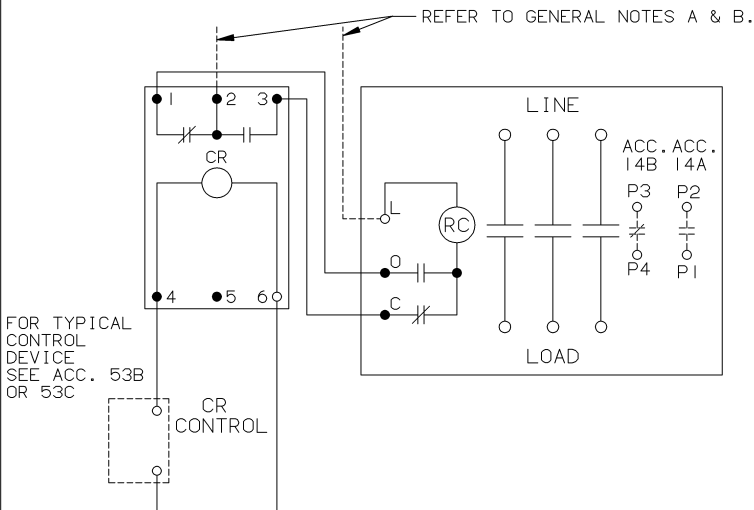 REFER TO GENERAL NOTES A & B.
1 2 3
CR
4 5 6
LINE
ACC. ACC.
14B 14A
P3 P2
P4 P1
L
RC
O
C
LOAD
FOR TYPICAL
CONTROL
DEVICE
SEE ACC. 53B
OR 53C
CR
CONTROL